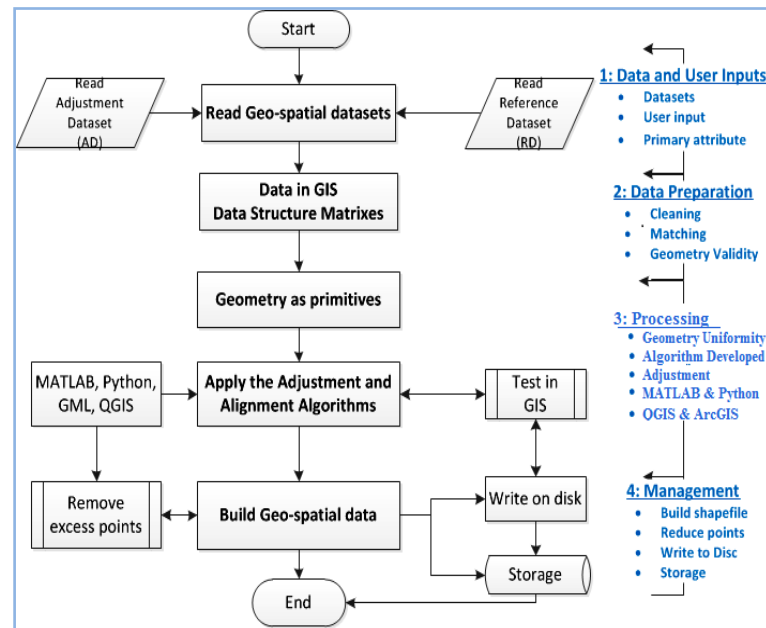 Start
Read
Adjustment
Dataset
(AD)
Read Geo-spatial datasets
Read
Reference
Dataset
(RD)
Data in GIS
Data Structure Matrixes
Geometry as primitives
MATLAB, Python,
GML, QGIS
Apply the Adjustment and
Alignment Algorithms
Test in
GIS
Remove
excess points
Build Geo-spatial data
Write on disk
Storage
End
1: Data and User Inputs
• Datasets
• User input
• Primary attribute
2: Data Preparation
• Cleaning
• Matching
• Geometry Validity
3: Processing
• Geometry Uniformity
• Algorithm Developed
• Adjustment
• MATLAB & Python
• QGIS & ArcGIS
4: Management
• Build shapefile
• Reduce points
• Write to Disc
• Storage